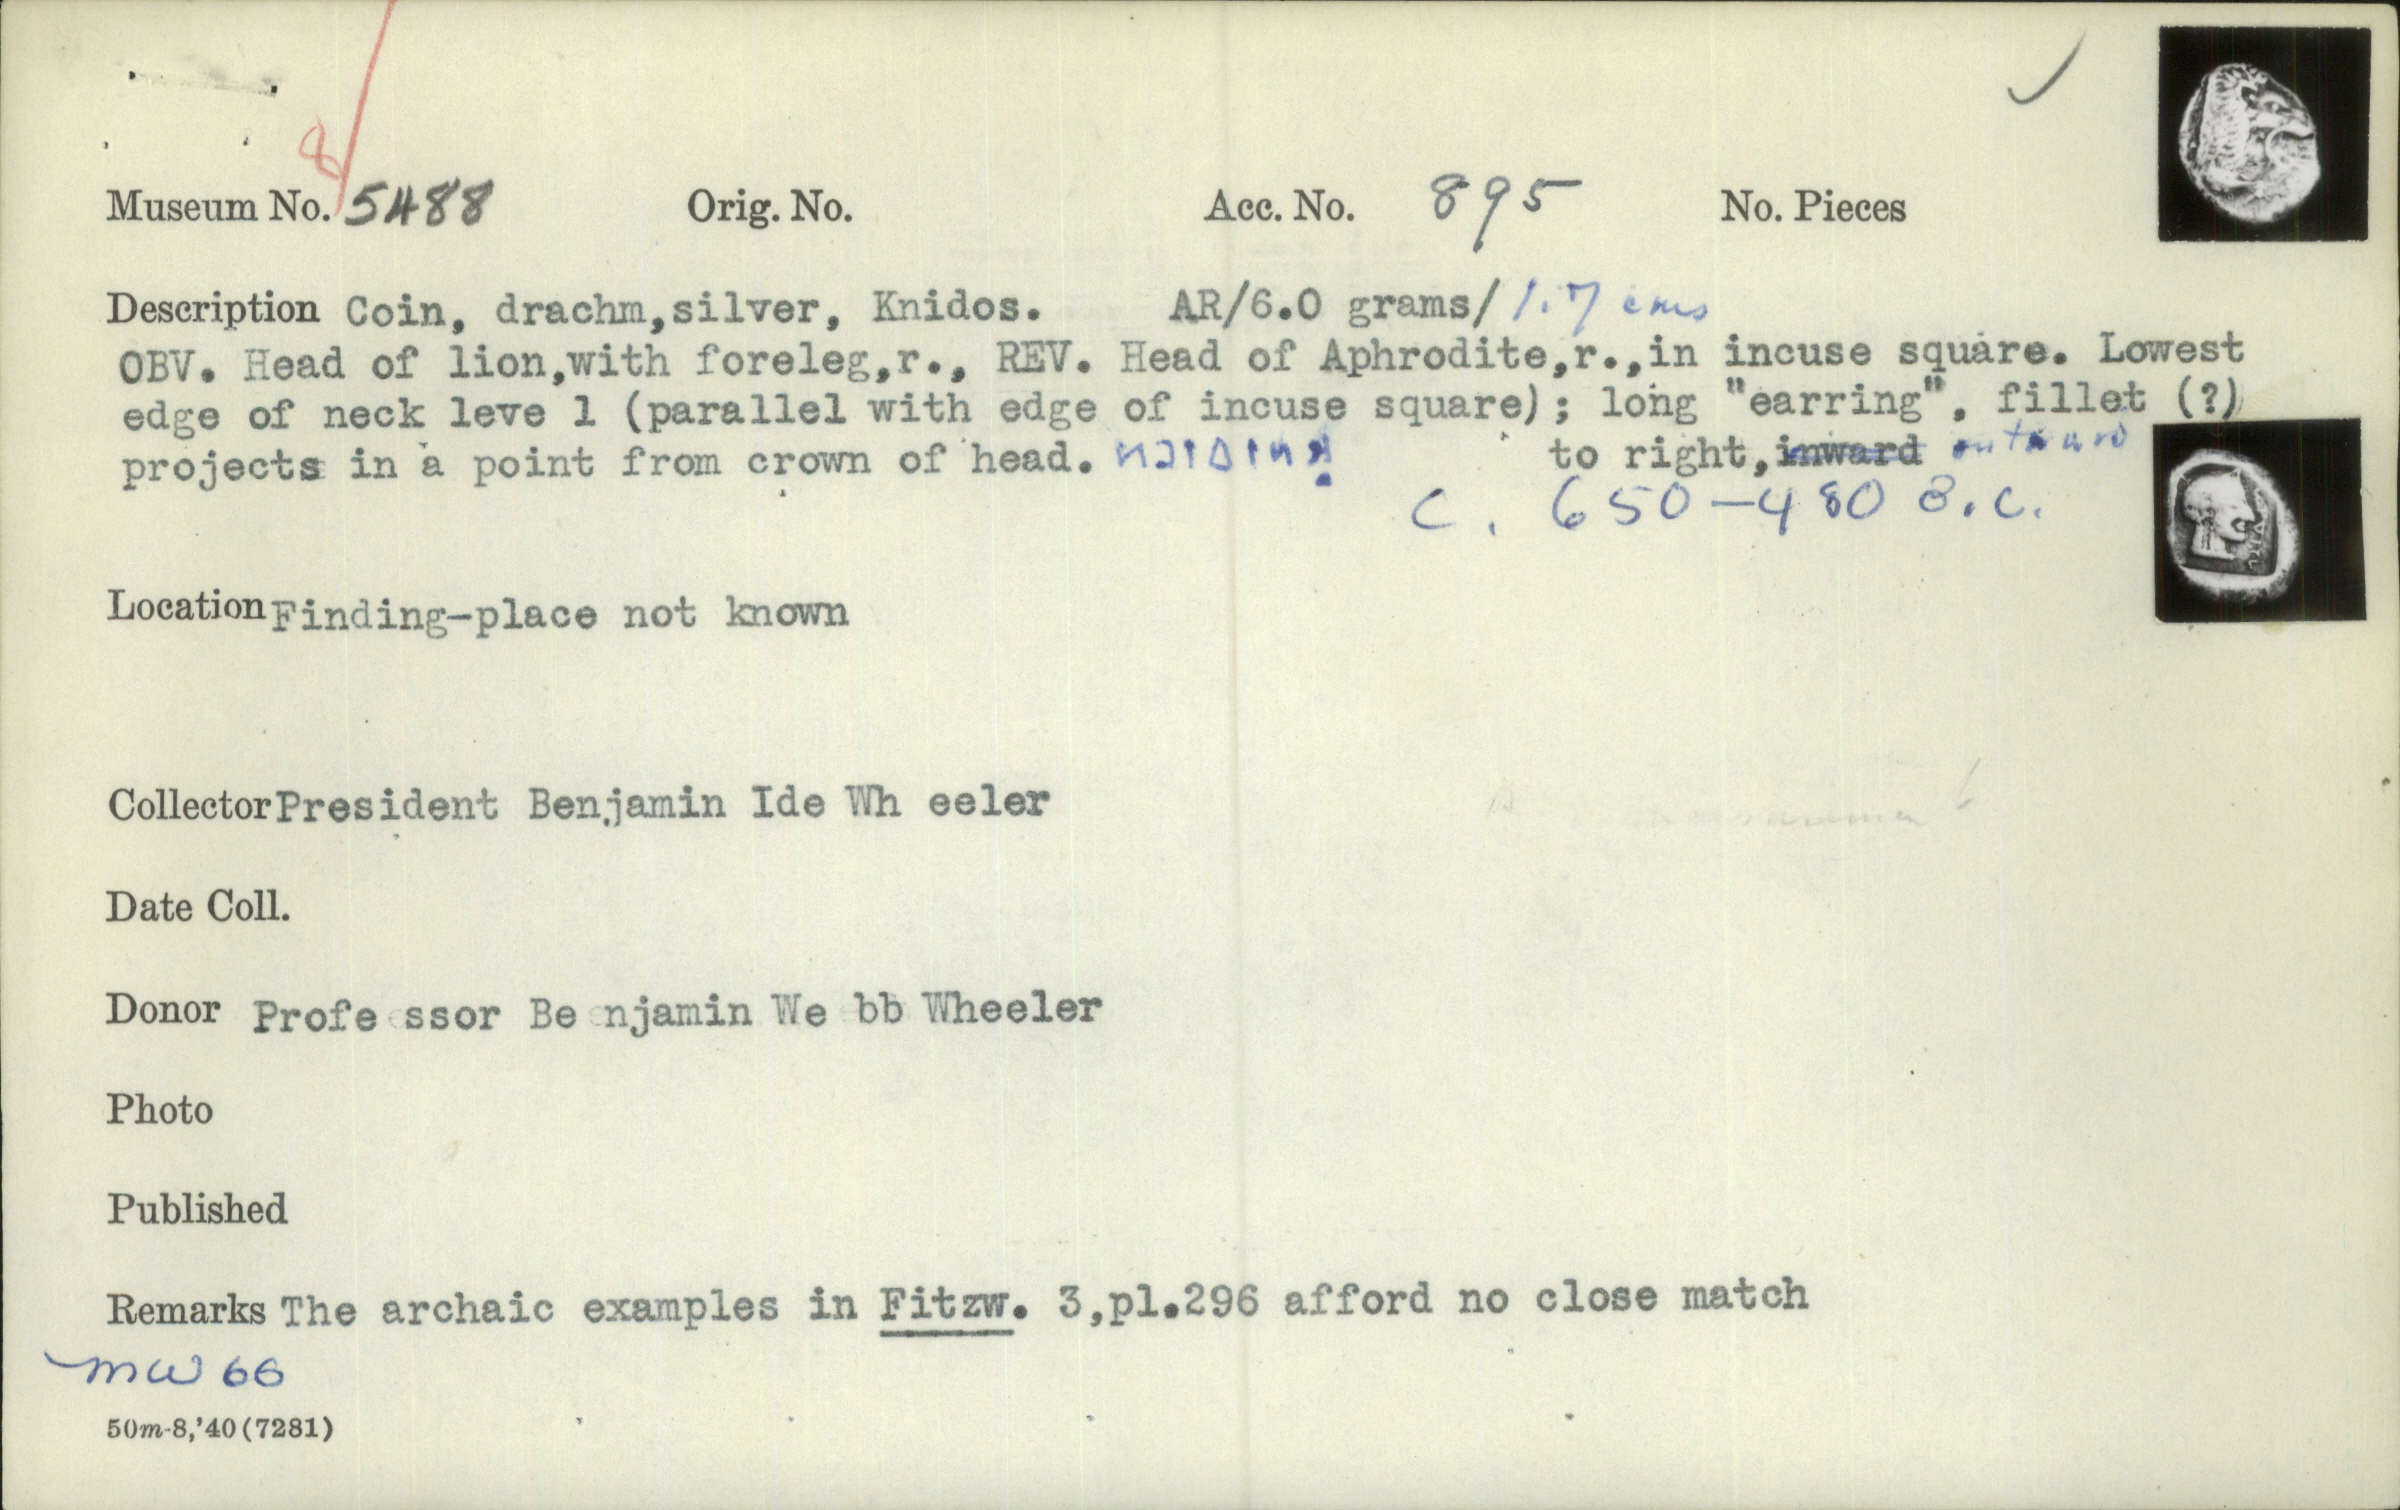 Museum No. 8/5488 Orig. No. Acc. No. 895 No. Pieces
Description Coin, drachm,silver, Knidos. AR/6.0 grams/ 1.7 cms
OBV. Head of lion,with foreleg,r., REV. Head of Aphrodite,r.,in incuse square. Lowest
edge of neck leve l (parallel with edge of incuse square); long "earring", fillet (?)
projects in a point from crown of head. to right,inward outward
c. 650-480 B.C.
Location Finding-place not known
Collector President Benjamin Ide Wh eeler
Date Coll.
Donor Profe ssor Be njamin We bb Wheeler
Photo
Published
Remarks The archaic examples in Fitzw. 3,pl.296 afford no close match
MW 66
50m-8,'40(7281)